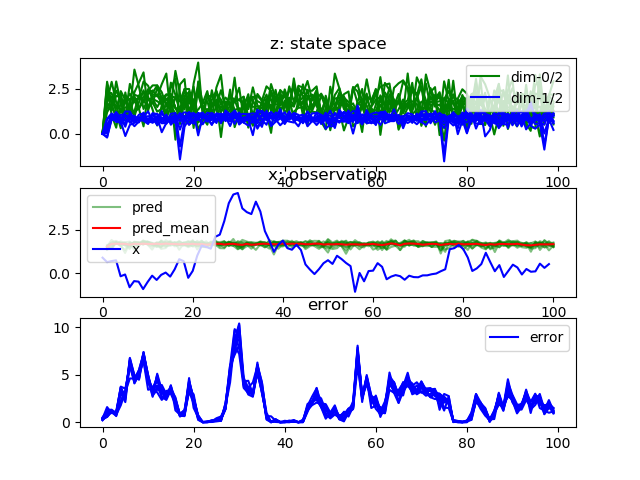 z: state space
2.5
0.0
dim-0/2
dim-1/2
0 20 40 60 80 100
x: observation
2.5
0.0
pred
pred_mean
x
0 20 40 60 80 100
error
10
5
0
error
0 20 40 60 80 100